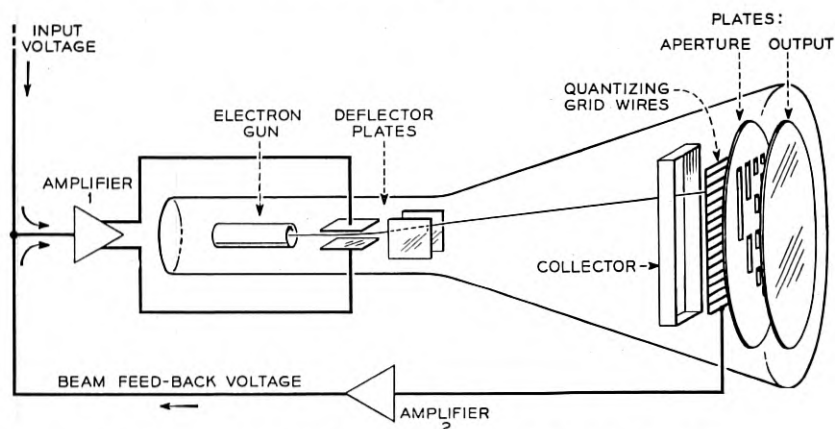 INPUT
VOLTAGE
PLATES:
APERTURE OUTPUT
QUANTIZING
GRID WIRES
ELECTRON
GUN
DEFLECTOR
PLATES
AMPLIFIER
1
COLLECTOR
BEAM FEED-BACK VOLTAGE
AMPLIFIER
2